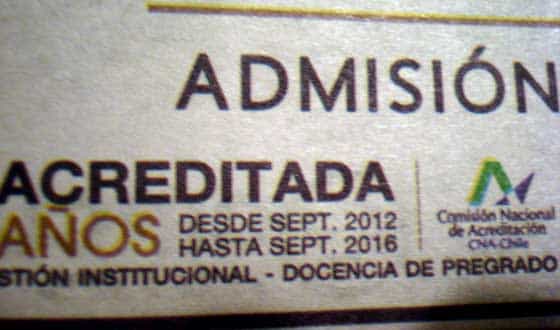 ADMISIÓN
ACREDITADA
AÑOS
DESDE SEPT. 2012
HASTA SEPT. 2016
Comisión Nacional
de Acreditación
CNA-Chile
STIÓN INSTITUCIONAL - DOCENCIA DE PREGRADO